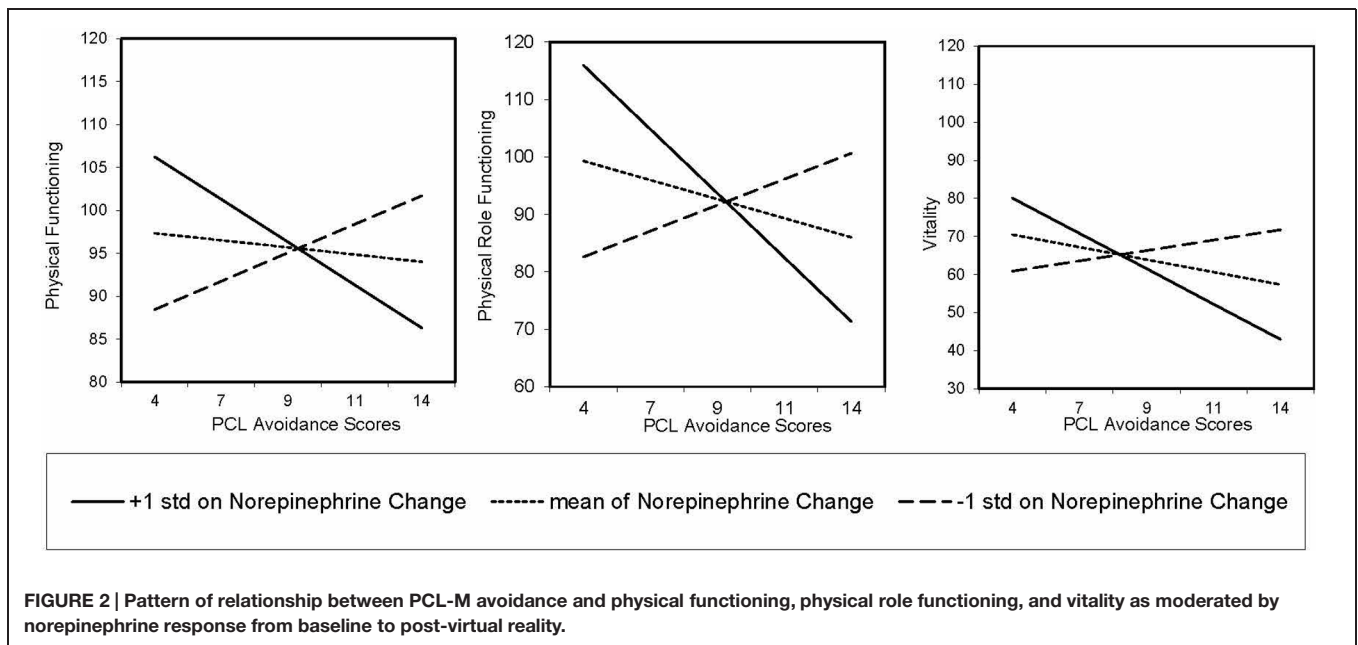 120
115
110
105
100
95
90
85
80
Physical Functioning
4 7 9 11 14
PCL Avoidance Scores
120
110
100
90
80
70
60
Physical Role Functioning
4 7 9 11 14
PCL Avoidance Scores
120
110
100
90
80
70
60
50
40
30
Vitality
4 7 9 11 14
PCL Avoidance Scores
+1 std on Norepinephrine Change mean of Norepinephrine Change -1 std on Norepinephrine Change
FIGURE 2 | Pattern of relationship between PCL-M avoidance and physical functioning, physical role functioning, and vitality as moderated by
norepinephrine response from baseline to post-virtual reality.